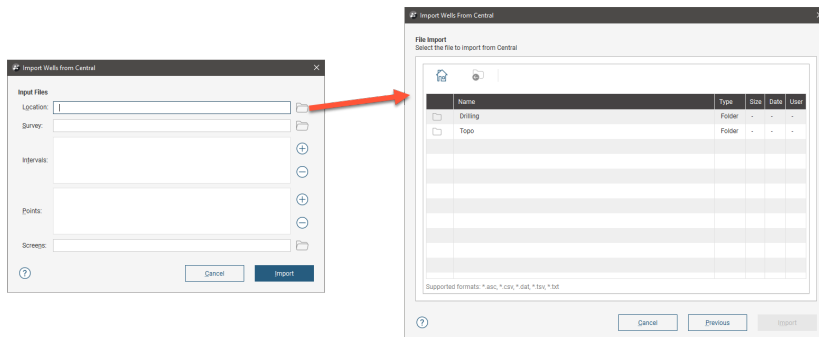 Import Wells from Central
Input Files
Location:
Survey:
Intervals:
Points:
Screens:
?
Cancel
Import
Import Wells From Central
File Import
Select the file to import from Central
Name Type Size Date User
Drilling Folder - - -
Topo Folder - - -
Supported formats: *.asc, *.csv, *.dat, *.tsv, *.txt
?
Cancel
Previous
Import